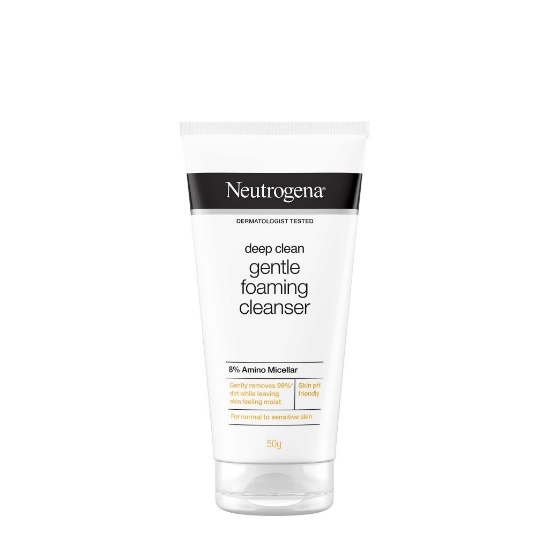 Neutrogena®
DERMATOLOGIST TESTED
deep clean
gentle
foaming
cleanser
8% Amino Micellar
Gently removes 99%*
dirt while leaving
skin feeling moist
Skin pH
friendly
For normal to sensitive skin
50g